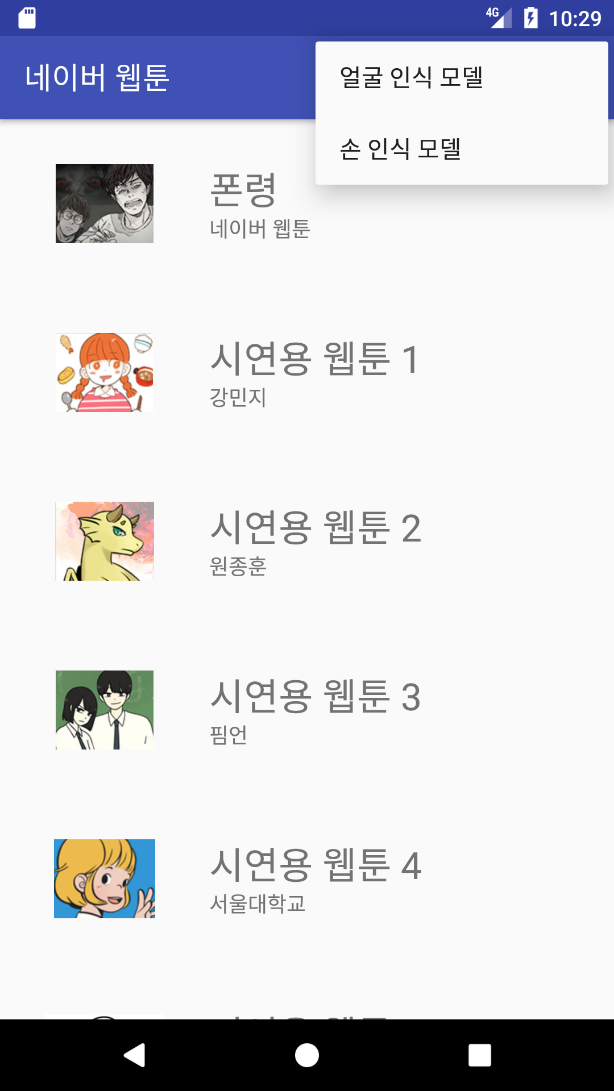 4G 10:29
네이버 웹툰
얼굴 인식 모델
손 인식 모델
폰령
네이버 웹툰
시연용 웹툰 1
강민지
시연용 웹툰 2
원종훈
시연용 웹툰 3
핌언
시연용 웹툰 4
서울대학교